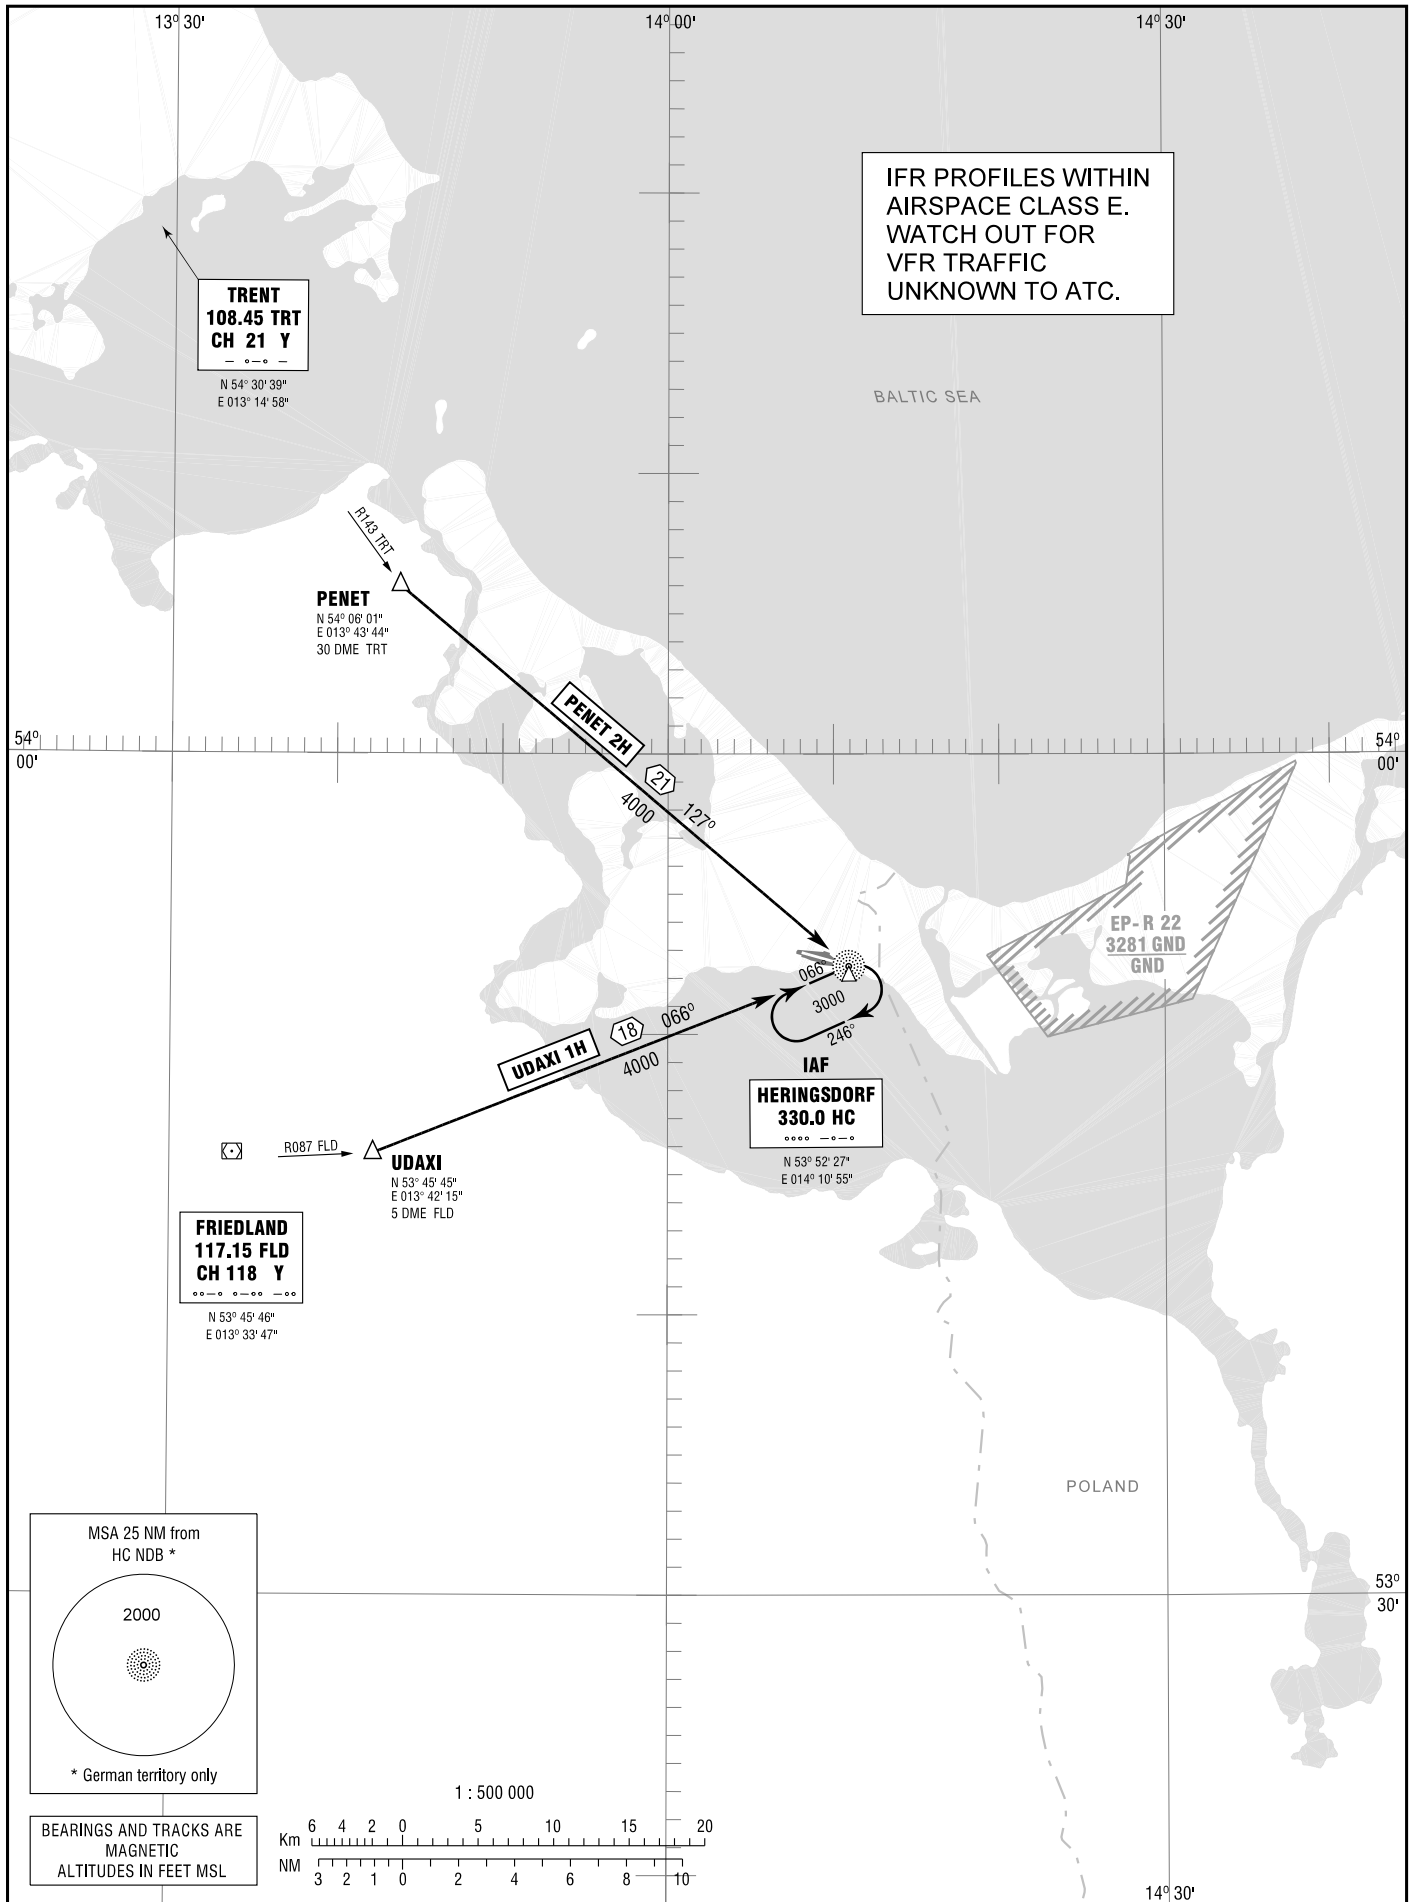 13° 30'
14° 00'
14° 30'
IFR PROFILES WITHIN
AIRSPACE CLASS E.
WATCH OUT FOR
VFR TRAFFIC
UNKNOWN TO ATC.
TRENT
108.45 TRT
CH 21 Y
N 54° 30' 39"
E 013° 14' 58"
BALTIC SEA
R143 TRT
PENET
N 54° 06' 01"
E 013° 43' 44"
30 DME TRT
PENET 2H
21
4000
127°
54°
00'
54°
00'
EP- R 22
3281 GND
GND
066°
3000
246°
UDAXI 1H
18
066°
4000
IAF
HERINGSDORF
330.0 HC
N 53° 52' 27"
E 014° 10' 55"
R087 FLD
UDAXI
N 53° 45' 45"
E 013° 42' 15"
5 DME FLD
FRIEDLAND
117.15 FLD
CH 118 Y
N 53° 45' 46"
E 013° 33' 47"
POLAND
MSA 25 NM from
HC NDB *
2000
* German territory only
53°
30'
BEARINGS AND TRACKS ARE
MAGNETIC
ALTITUDES IN FEET MSL
1 : 500 000
Km 6 4 2 0 5 10 15 20
NM 3 2 1 0 2 4 6 8 10
14° 30'